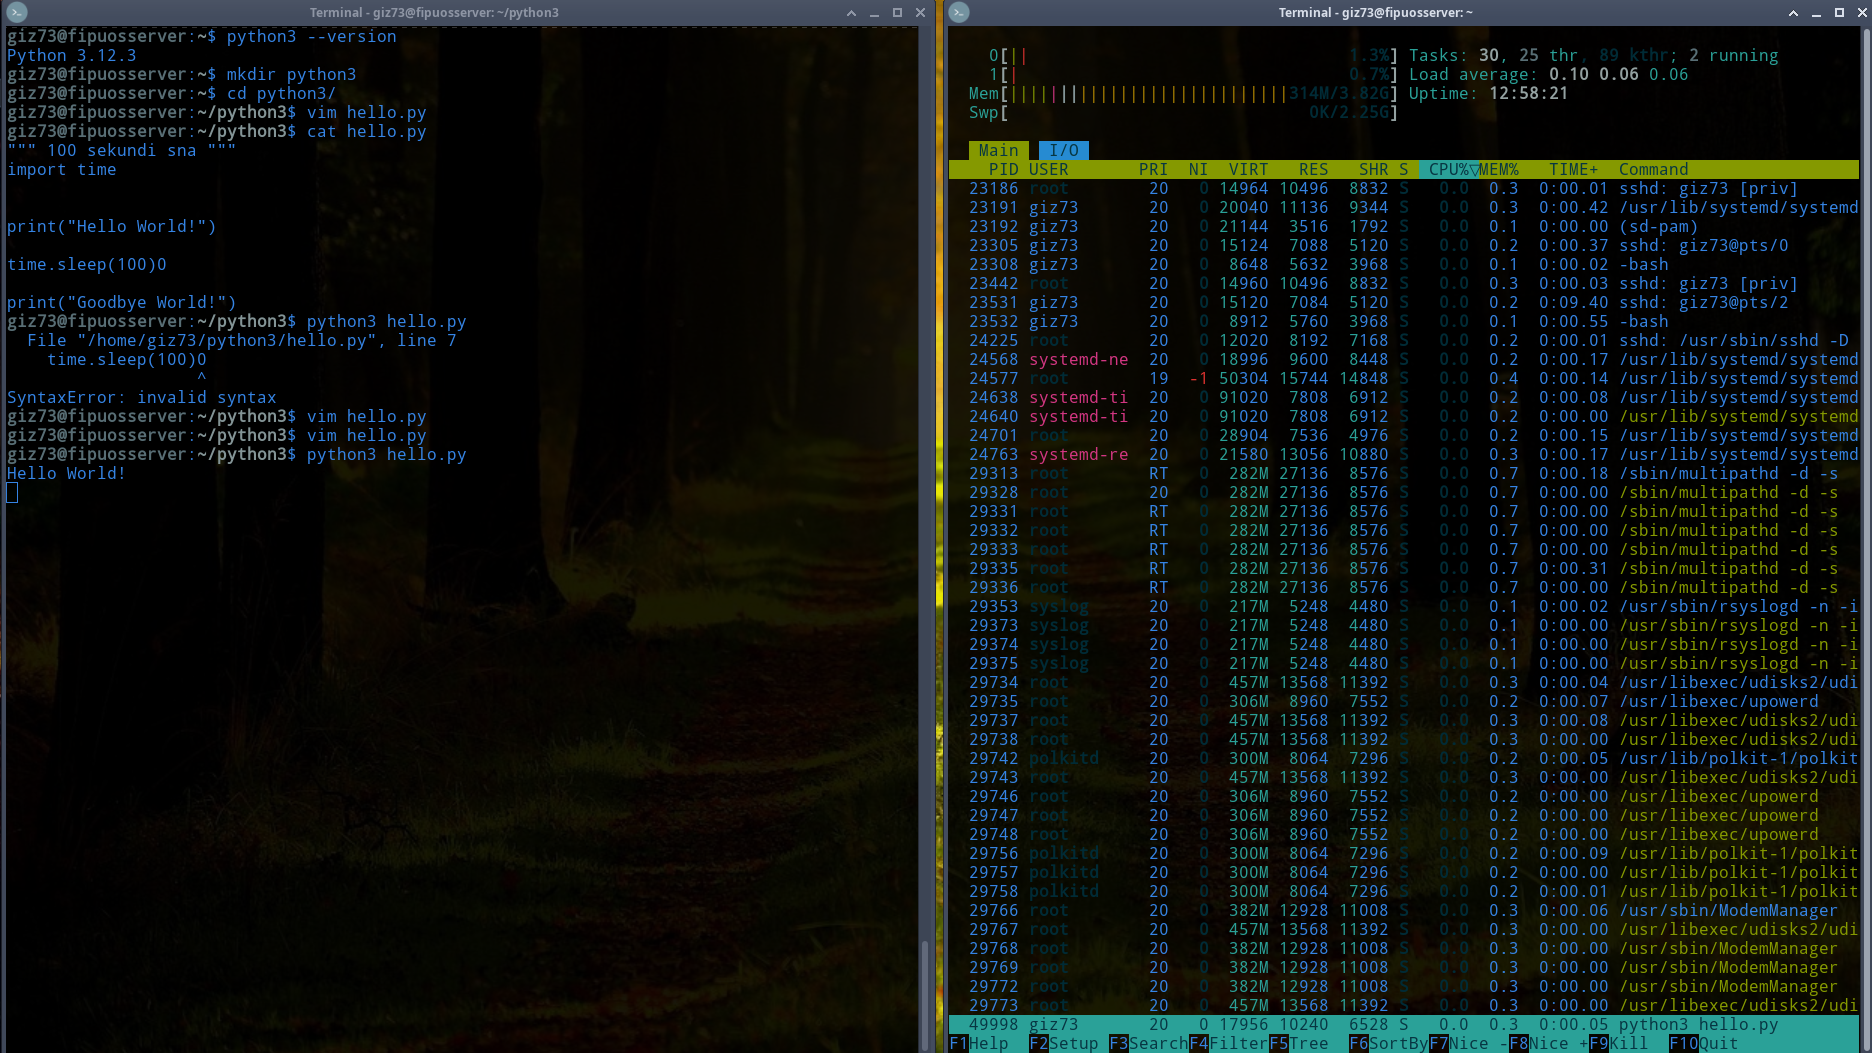 Terminal - giz73@fipuosserver: ~/python3
giz73@fipuosserver:~$ python3 --version
Python 3.12.3
giz73@fipuosserver:~$ mkdir python3
giz73@fipuosserver:~$ cd python3/
giz73@fipuosserver:~/python3$ vim hello.py
giz73@fipuosserver:~/python3$ cat hello.py
""" 100 sekundi sna """
import time
print("Hello World!")
time.sleep(100)0
print("Goodbye World!")
giz73@fipuosserver:~/python3$ python3 hello.py
  File "/home/giz73/python3/hello.py", line 7
    time.sleep(100)0
                   ^
SyntaxError: invalid syntax
giz73@fipuosserver:~/python3$ vim hello.py
giz73@fipuosserver:~/python3$ vim hello.py
giz73@fipuosserver:~/python3$ python3 hello.py
Hello World!
Terminal - giz73@fipuosserver: ~
0[|| 1.3%] Tasks: 30, 25 thr, 89 kthr; 2 running
1[| 0.7%] Load average: 0.10 0.06 0.06
Mem[||||||||||||||||||||||||||||314M/3.82G] Uptime: 12:58:21
Swp[ 0K/2.25G]
Main I/O
PID USER PRI NI VIRT RES SHR S CPU%▽MEM% TIME+ Command
23186 root 20 0 14964 10496 8832 S 0.0 0.3 0:00.01 sshd: giz73 [priv]
23191 giz73 20 0 20040 11136 9344 S 0.0 0.3 0:00.42 /usr/lib/systemd/systemd
23192 giz73 20 0 21144 3516 1792 S 0.0 0.1 0:00.00 (sd-pam)
23305 giz73 20 0 15124 7088 5120 S 0.0 0.2 0:00.37 sshd: giz73@pts/0
23308 giz73 20 0 8648 5632 3968 S 0.0 0.1 0:00.02 -bash
23442 root 20 0 14960 10496 8832 S 0.0 0.3 0:00.03 sshd: giz73 [priv]
23531 giz73 20 0 15120 7084 5120 S 0.0 0.2 0:09.40 sshd: giz73@pts/2
23532 giz73 20 0 8912 5760 3968 S 0.0 0.1 0:00.55 -bash
24225 root 20 0 12020 8192 7168 S 0.0 0.2 0:00.01 sshd: /usr/sbin/sshd -D
24568 systemd-ne 20 0 18996 9600 8448 S 0.0 0.2 0:00.17 /usr/lib/systemd/systemd
24577 root 19 -1 50304 15744 14848 S 0.0 0.4 0:00.14 /usr/lib/systemd/systemd
24638 systemd-ti 20 0 91020 7808 6912 S 0.0 0.2 0:00.08 /usr/lib/systemd/systemd
24640 systemd-ti 20 0 91020 7808 6912 S 0.0 0.2 0:00.00 /usr/lib/systemd/systemd
24701 root 20 0 28904 7536 4976 S 0.0 0.2 0:00.15 /usr/lib/systemd/systemd
24763 systemd-re 20 0 21580 13056 10880 S 0.0 0.3 0:00.17 /usr/lib/systemd/systemd
29313 root RT 0 282M 27136 8576 S 0.0 0.7 0:00.18 /sbin/multipathd -d -s
29328 root 20 0 282M 27136 8576 S 0.0 0.7 0:00.00 /sbin/multipathd -d -s
29331 root RT 0 282M 27136 8576 S 0.0 0.7 0:00.00 /sbin/multipathd -d -s
29332 root RT 0 282M 27136 8576 S 0.0 0.7 0:00.00 /sbin/multipathd -d -s
29333 root RT 0 282M 27136 8576 S 0.0 0.7 0:00.00 /sbin/multipathd -d -s
29335 root RT 0 282M 27136 8576 S 0.0 0.7 0:00.31 /sbin/multipathd -d -s
29336 root RT 0 282M 27136 8576 S 0.0 0.7 0:00.00 /sbin/multipathd -d -s
29353 syslog 20 0 217M 5248 4480 S 0.0 0.1 0:00.02 /usr/sbin/rsyslogd -n -i
29373 syslog 20 0 217M 5248 4480 S 0.0 0.1 0:00.00 /usr/sbin/rsyslogd -n -i
29374 syslog 20 0 217M 5248 4480 S 0.0 0.1 0:00.00 /usr/sbin/rsyslogd -n -i
29375 syslog 20 0 217M 5248 4480 S 0.0 0.1 0:00.00 /usr/sbin/rsyslogd -n -i
29734 root 20 0 457M 13568 11392 S 0.0 0.3 0:00.04 /usr/libexec/udisks2/udi
29735 root 20 0 306M 8960 7552 S 0.0 0.2 0:00.07 /usr/libexec/upowerd
29737 root 20 0 457M 13568 11392 S 0.0 0.3 0:00.08 /usr/libexec/udisks2/udi
29738 root 20 0 457M 13568 11392 S 0.0 0.3 0:00.00 /usr/libexec/udisks2/udi
29742 polkitd 20 0 300M 8064 7296 S 0.0 0.2 0:00.05 /usr/lib/polkit-1/polkit
29743 root 20 0 457M 13568 11392 S 0.0 0.3 0:00.00 /usr/libexec/udisks2/udi
29746 root 20 0 306M 8960 7552 S 0.0 0.2 0:00.00 /usr/libexec/upowerd
29747 root 20 0 306M 8960 7552 S 0.0 0.2 0:00.00 /usr/libexec/upowerd
29748 root 20 0 306M 8960 7552 S 0.0 0.2 0:00.00 /usr/libexec/upowerd
29756 polkitd 20 0 300M 8064 7296 S 0.0 0.2 0:00.09 /usr/lib/polkit-1/polkit
29757 polkitd 20 0 300M 8064 7296 S 0.0 0.2 0:00.00 /usr/lib/polkit-1/polkit
29758 polkitd 20 0 300M 8064 7296 S 0.0 0.2 0:00.01 /usr/lib/polkit-1/polkit
29766 root 20 0 382M 12928 11008 S 0.0 0.3 0:00.06 /usr/sbin/ModemManager
29767 root 20 0 457M 13568 11392 S 0.0 0.3 0:00.00 /usr/libexec/udisks2/udi
29768 root 20 0 382M 12928 11008 S 0.0 0.3 0:00.00 /usr/sbin/ModemManager
29769 root 20 0 382M 12928 11008 S 0.0 0.3 0:00.00 /usr/sbin/ModemManager
29772 root 20 0 382M 12928 11008 S 0.0 0.3 0:00.00 /usr/sbin/ModemManager
29773 root 20 0 457M 13568 11392 S 0.0 0.3 0:00.00 /usr/libexec/udisks2/udi
49998 giz73 20 0 17956 10240 6528 S 0.0 0.3 0:00.05 python3 hello.py
F1Help F2Setup F3SearchF4FilterF5Tree F6SortByF7Nice -F8Nice +F9Kill F10Quit